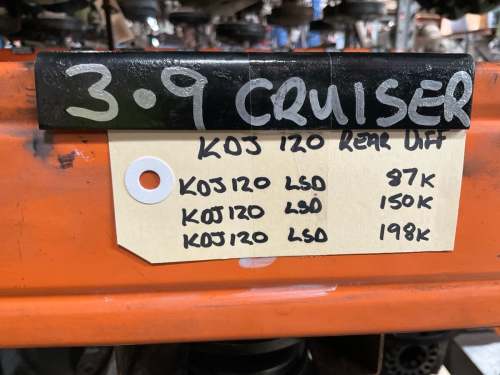 3.9 CRUISER
KDJ 120 REAR DIFF
KDJ120 LSD 87K
KDJ120 LSD 150K
KDJ120 LSD 198K